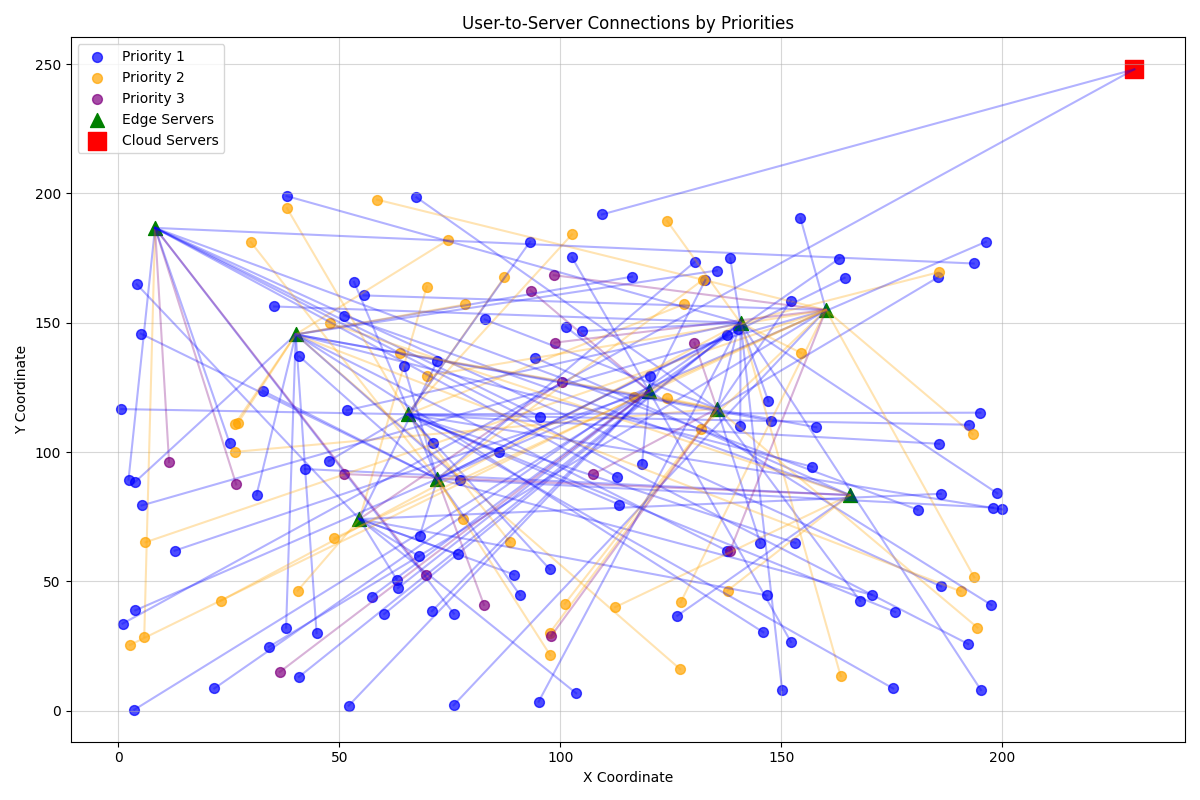 User-to-Server Connections by Priorities
Priority 1
Priority 2
Priority 3
Edge Servers
Cloud Servers
250
200
150
100
50
0
Y Coordinate
0 50 100 150 200
X Coordinate